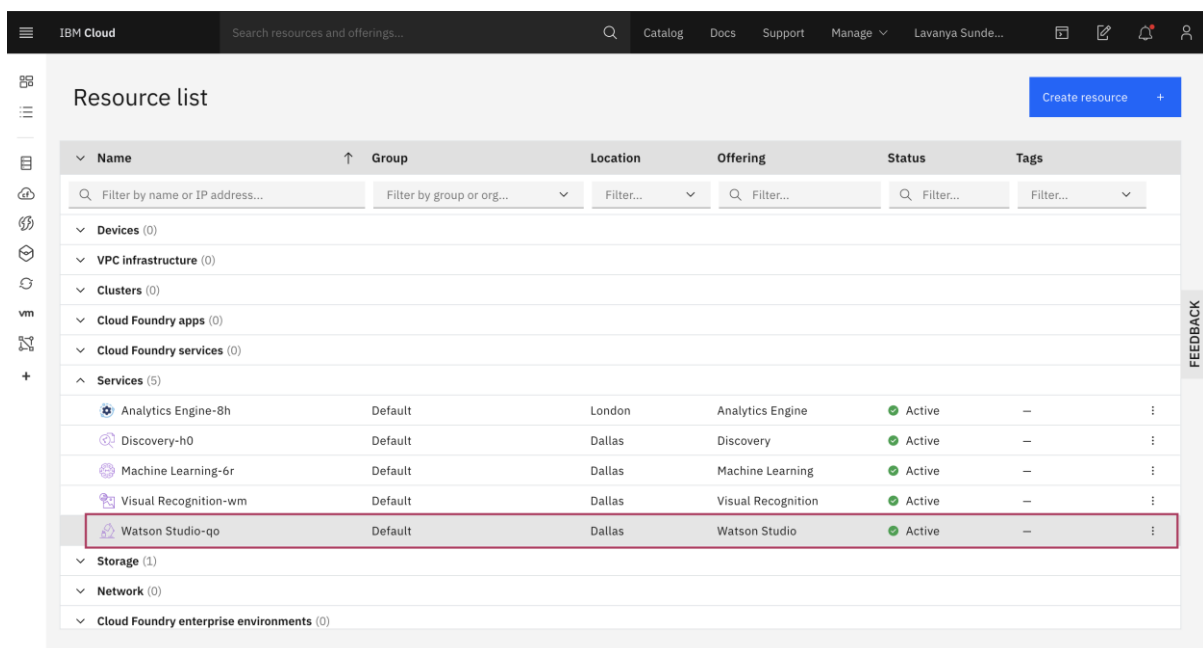 IBM Cloud Search resources and offerings... Catalog Docs Support Manage Lavanya Sunde...
Resource list
Create resource +
Name Group Location Offering Status Tags
Filter by name or IP address... Filter by group or org... Filter... Filter... Filter... Filter...
Devices (0)
VPC infrastructure (0)
Clusters (0)
Cloud Foundry apps (0)
Cloud Foundry services (0)
Services (5)
Analytics Engine-8h Default London Analytics Engine Active –
Discovery-h0 Default Dallas Discovery Active –
Machine Learning-6r Default Dallas Machine Learning Active –
Visual Recognition-wm Default Dallas Visual Recognition Active –
Watson Studio-qo Default Dallas Watson Studio Active –
Storage (1)
Network (0)
Cloud Foundry enterprise environments (0)
cf
vm
+
FEEDBACK